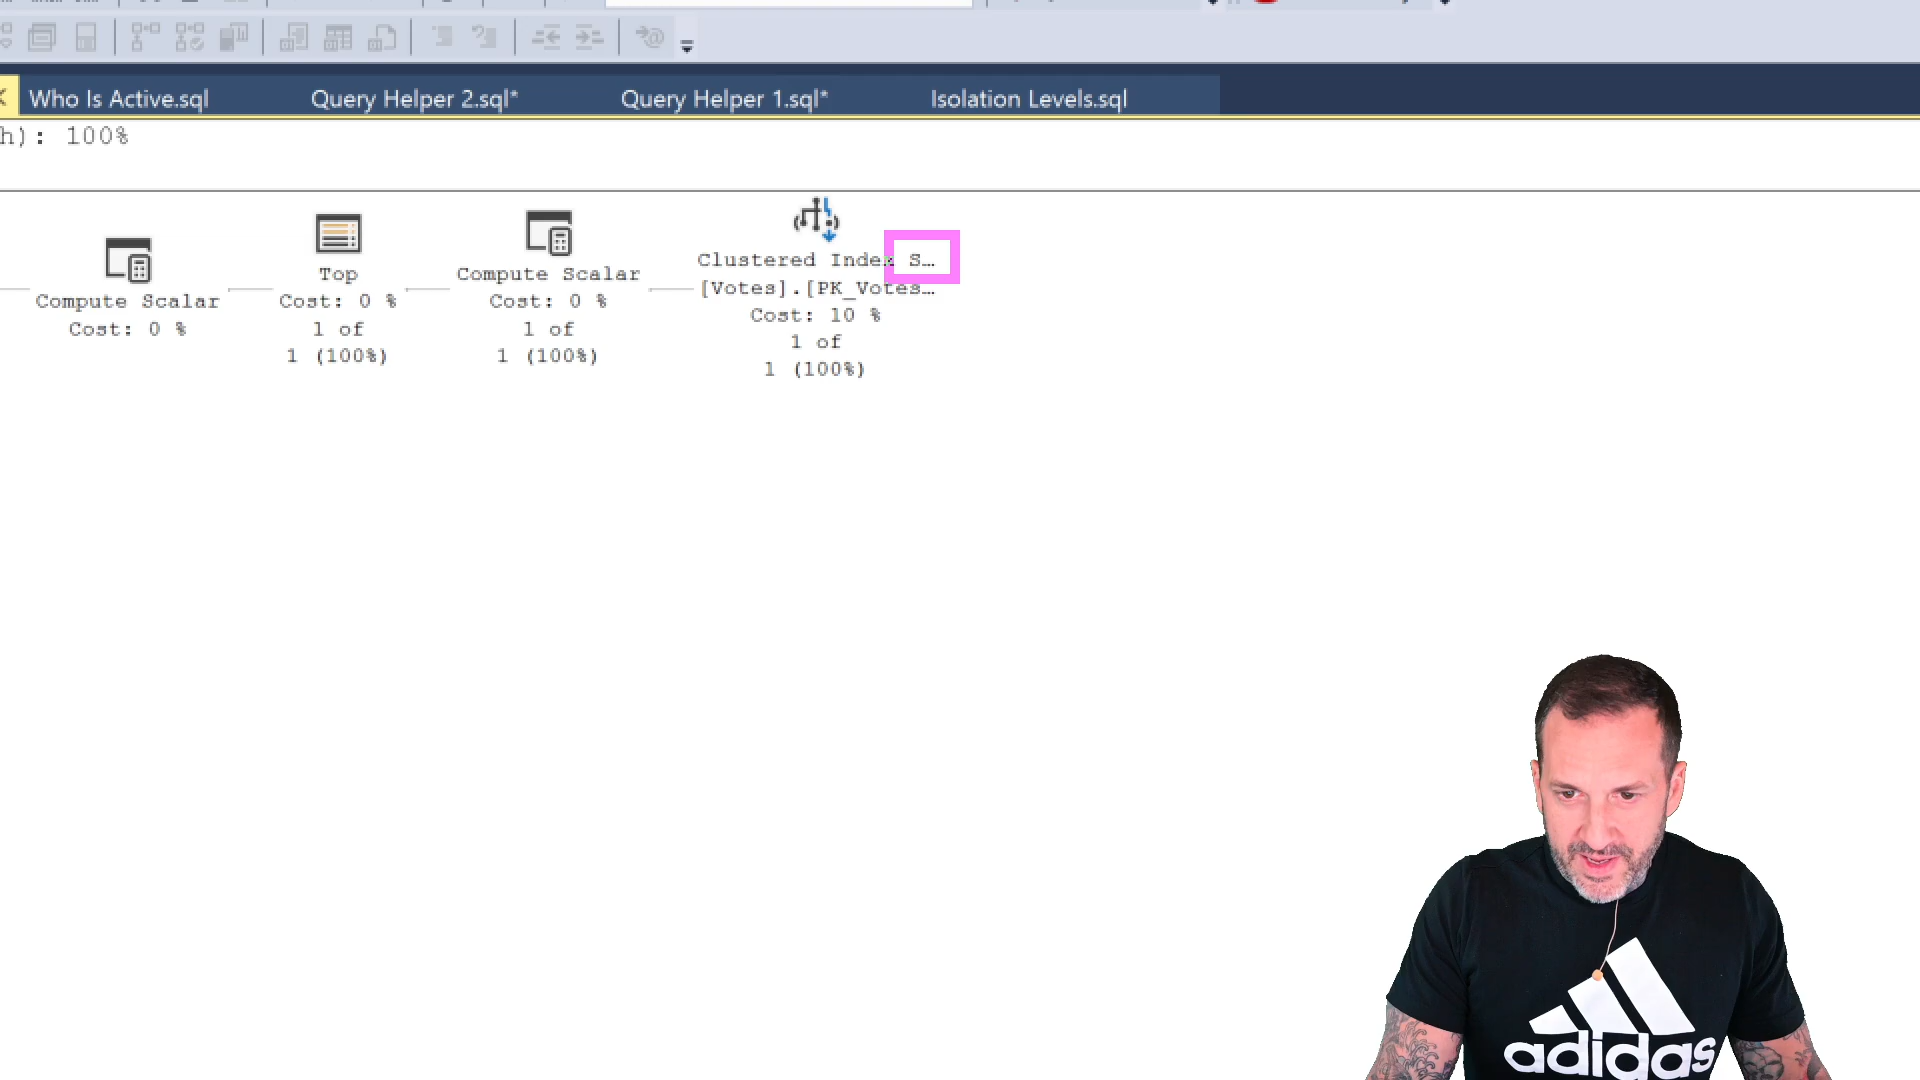 Who Is Active.sql
Query Helper 2.sql*
Query Helper 1.sql*
Isolation Levels.sql
h): 100%
Compute Scalar
Cost: 0 %
Top
Cost: 0 %
1 of
1 (100%)
Compute Scalar
Cost: 0 %
1 of
1 (100%)
Clustered Index S…
[Votes].[PK_Votes…
Cost: 10 %
1 of
1 (100%)
adidas